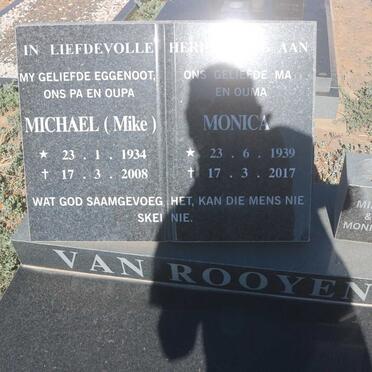 IN LIEFDEVOLLE HERINNERING AAN
MY GELIEFDE EGGENOOT,
ONS PA EN OUPA
MICHAEL (Mike)
★ 23 . 1 . 1934
✝ 17 . 3 . 2008
ONS GELIEFDE MA
EN OUMA
MONICA
★ 23 . 6 . 1939
✝ 17 . 3 . 2017
WAT GOD SAAMGEVOEG HET, KAN DIE MENS NIE
SKEI NIE.
VAN ROOYEN
&